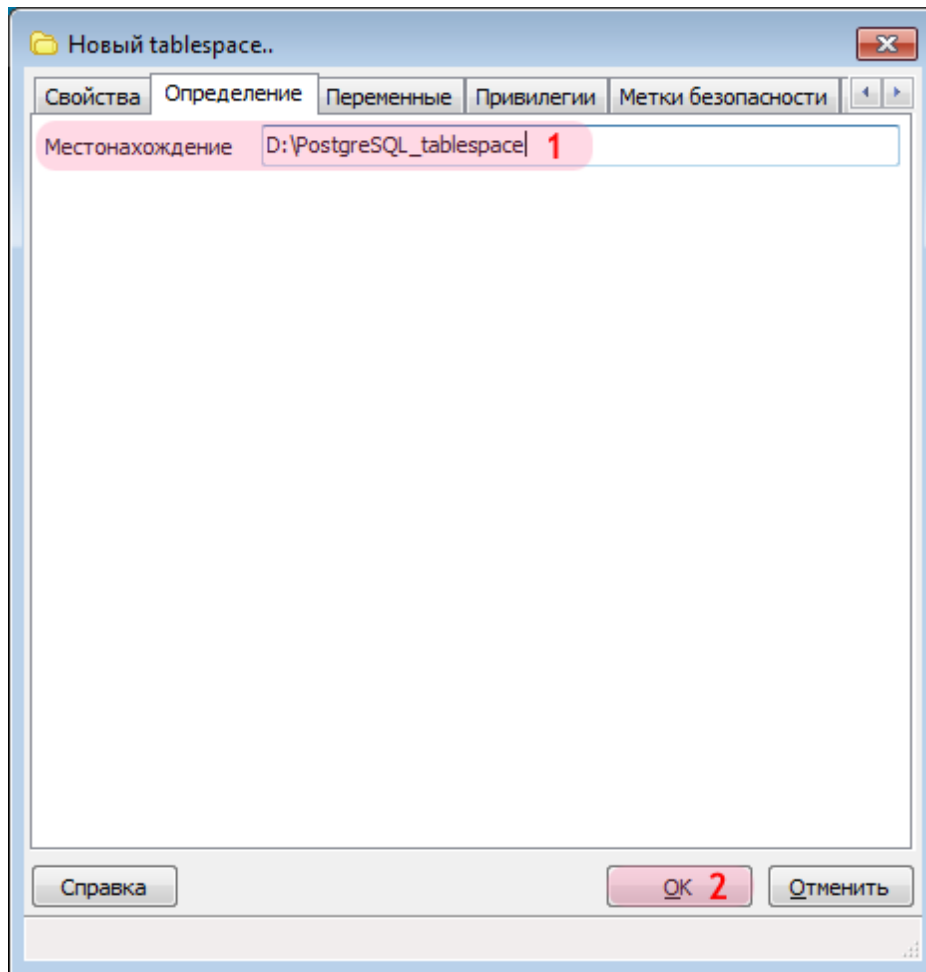 Новый tablespace..
Свойства Определение Переменные Привилегии Метки безопасности
Местонахождение D:\PostgreSQL_tablespace 1
Справка OK 2 Отменить